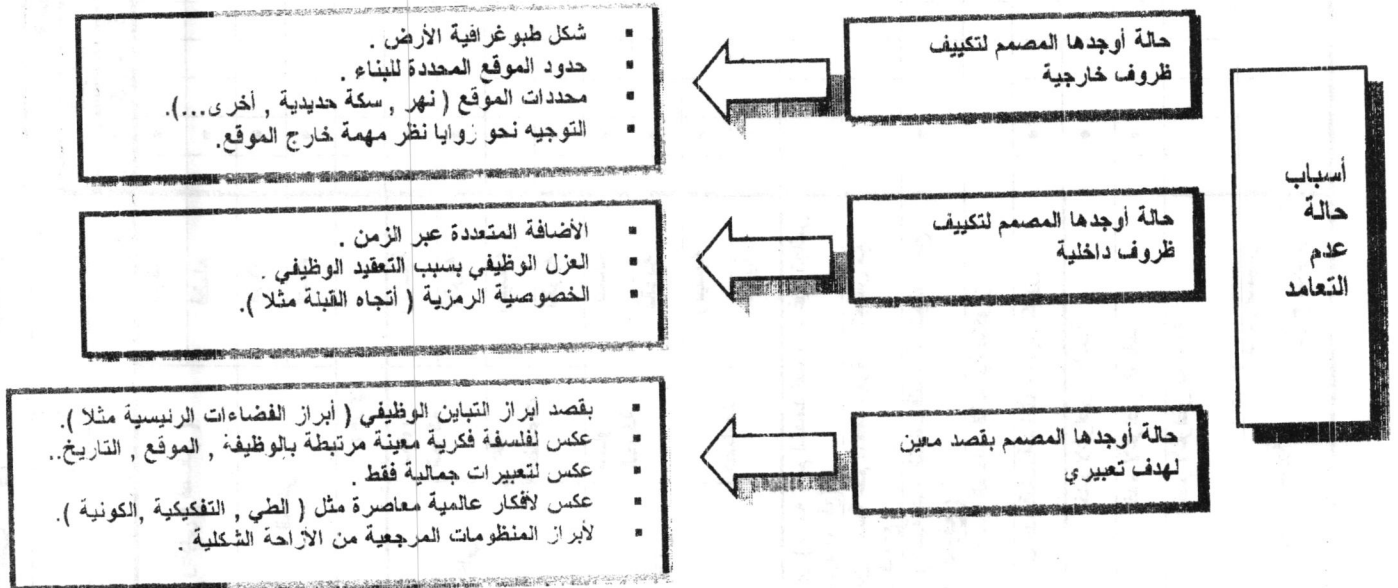 أسباب
حالة
عدم
التعامد
حالة أوجدها المصمم لتكييف
ظروف خارجية
▪ شكل طبوغرافية الأرض .
▪ حدود الموقع المحددة للبناء .
▪ محددات الموقع ( نهر , سكة حديدية , أخرى...).
▪ التوجيه نحو زوايا نظر مهمة خارج الموقع.
حالة أوجدها المصمم لتكييف
ظروف داخلية
▪ الأضافة المتعددة عبر الزمن .
▪ العزل الوظيفي بسبب التعقيد الوظيفي .
▪ الخصوصية الرمزية ( أتجاه القبلة مثلا ).
حالة أوجدها المصمم بقصد معين
لهدف تعبيري
▪ بقصد أبراز التباين الوظيفي ( أبراز الفضاءات الرئيسية مثلا ).
▪ عكس لفلسفة فكرية معينة مرتبطة بالوظيفة , الموقع , التاريخ..
▪ عكس لتعبيرات جمالية فقط .
▪ عكس لأفكار عالمية معاصرة مثل ( الطي , التفكيكية ,الكونية ).
▪ لأبراز المنظومات المرجعية من الأزاحة الشكلية .